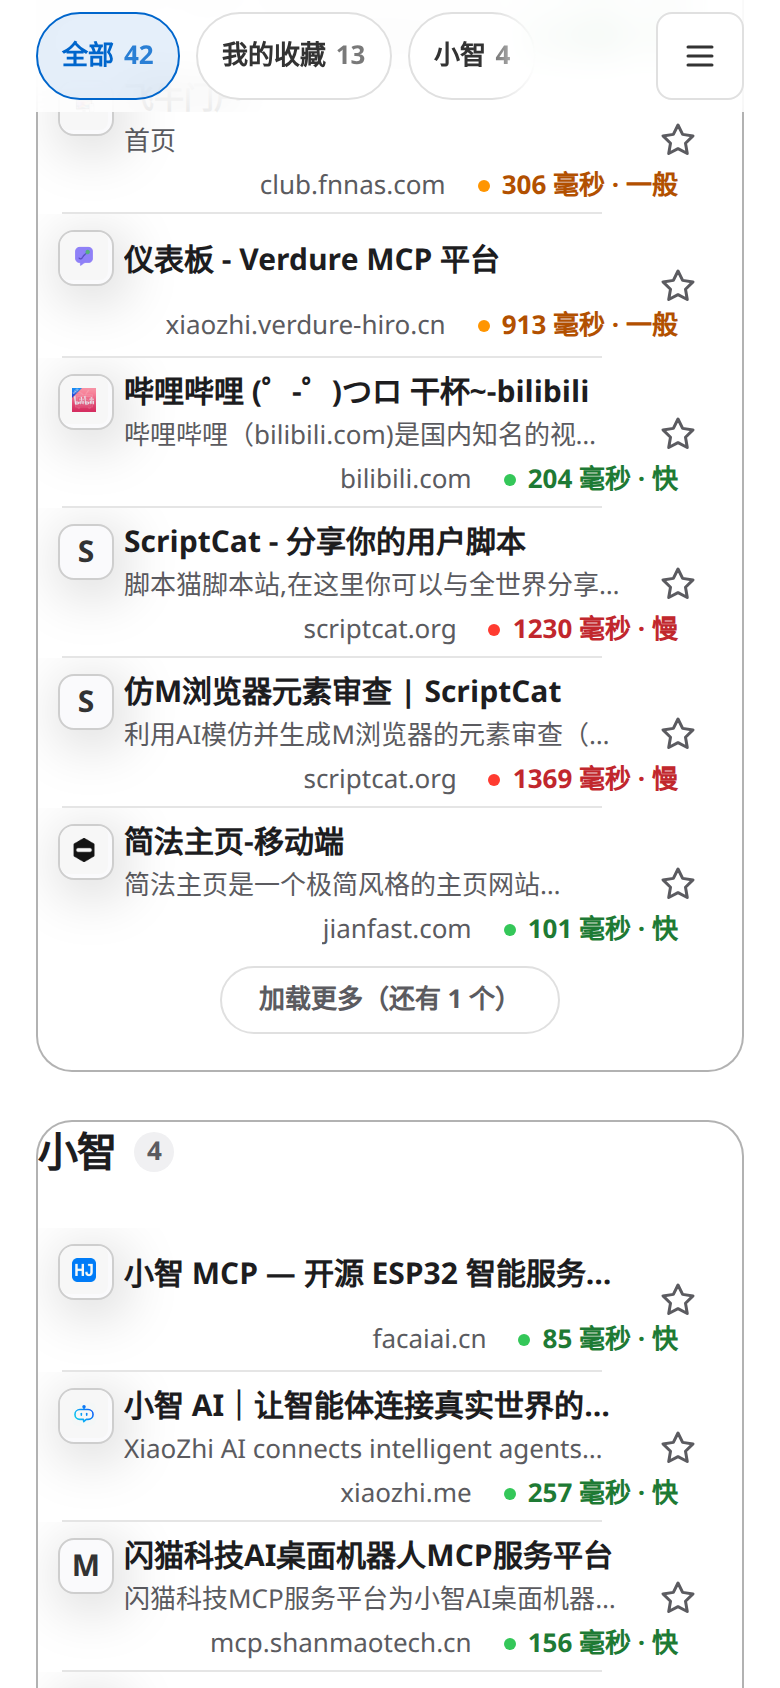 全部 42
我的收藏 13
小智 4
首页
club.fnnas.com 306 毫秒 · 一般
仪表板 - Verdure MCP 平台
xiaozhi.verdure-hiro.cn 913 毫秒 · 一般
哔哩哔哩 (゜-゜)つロ 干杯~-bilibili
哔哩哔哩（bilibili.com)是国内知名的视...
bilibili.com 204 毫秒 · 快
S
ScriptCat - 分享你的用户脚本
脚本猫脚本站,在这里你可以与全世界分享...
scriptcat.org 1230 毫秒 · 慢
S
仿M浏览器元素审查 | ScriptCat
利用AI模仿并生成M浏览器的元素审查（...
scriptcat.org 1369 毫秒 · 慢
简法主页-移动端
简法主页是一个极简风格的主页网站...
jianfast.com 101 毫秒 · 快
加载更多（还有 1 个）
小智 4
HJ
小智 MCP — 开源 ESP32 智能服务...
facaiai.cn 85 毫秒 · 快
小智 AI｜让智能体连接真实世界的...
XiaoZhi AI connects intelligent agents...
xiaozhi.me 257 毫秒 · 快
M
闪猫科技AI桌面机器人MCP服务平台
闪猫科技MCP服务平台为小智AI桌面机器...
mcp.shanmaotech.cn 156 毫秒 · 快